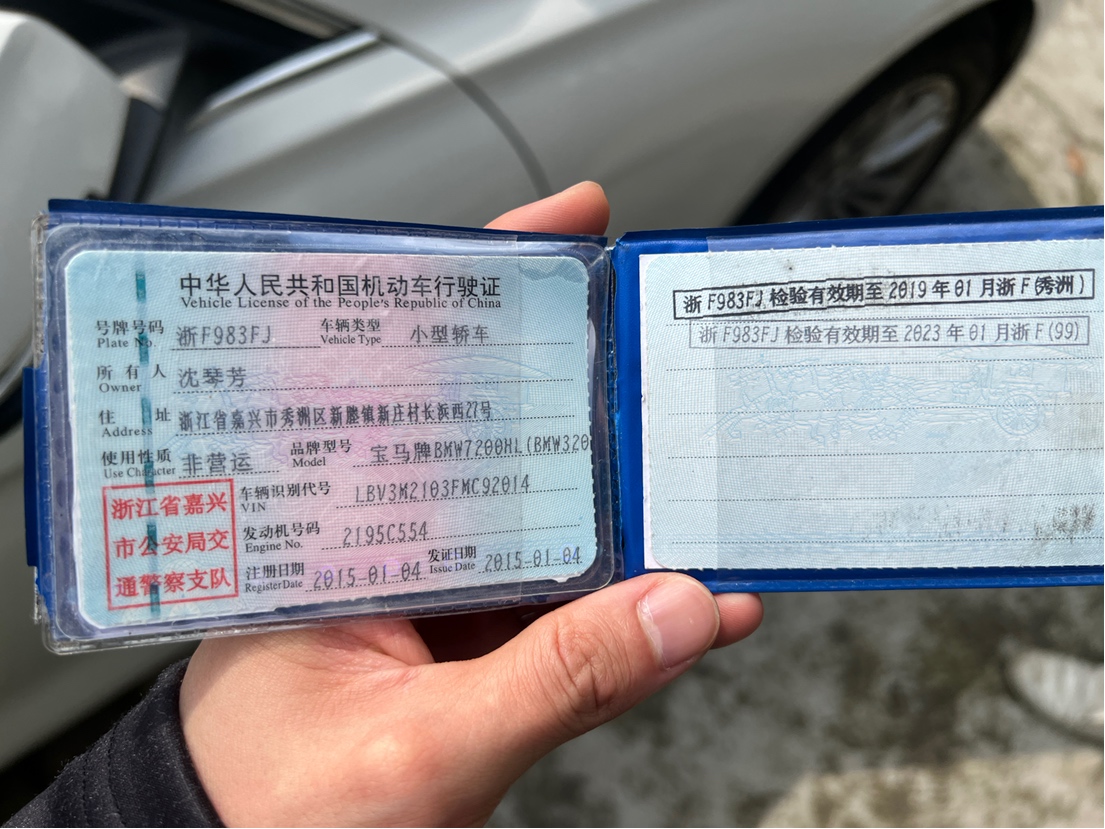 中华人民共和国机动车行驶证
Vehicle License of the People's Republic of China
号牌号码 浙F983FJ 车辆类型 小型轿车
Plate No. Vehicle Type
所有人 沈琴芳
Owner
住址 浙江省嘉兴市秀洲区新塍镇新庄村长浜西27号
Address
使用性质 非营运 品牌型号 宝马牌BMW7200HL(BMW320
Use Character Model
车辆识别代号 LBV3M2103FMC92014
VIN
发动机号码 2195C554
Engine No.
注册日期 2015-01-04 发证日期 2015-01-04
Register Date Issue Date
浙江省嘉兴
市公安局交
通警察支队
浙F983FJ 检验有效期至2019年01月浙F(秀洲)
浙F983FJ 检验有效期至2023年01月浙F(99)